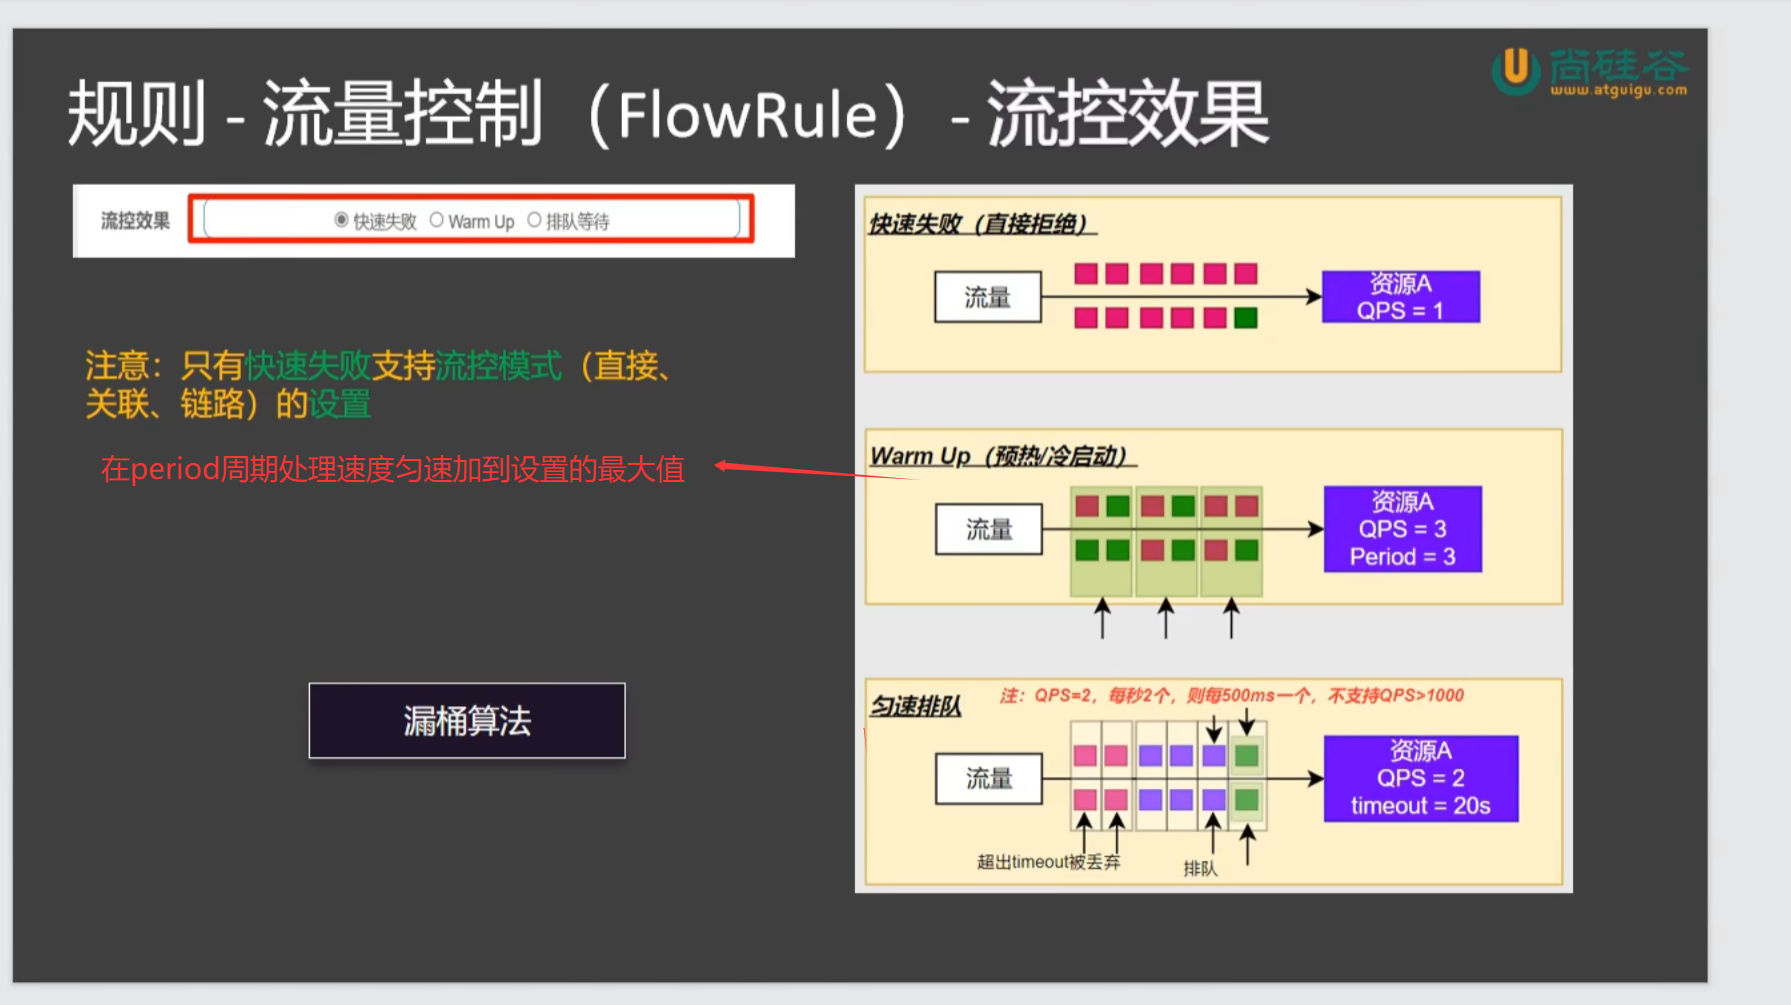 尚硅谷
www.atguigu.com
规则 - 流量控制（FlowRule） - 流控效果
流控效果
快速失败 Warm Up 排队等待
注意：只有快速失败支持流控模式（直接、
关联、链路）的设置
在period周期处理速度匀速加到设置的最大值
漏桶算法
快速失败（直接拒绝）
流量
资源A
QPS = 1
Warm Up（预热/冷启动）
流量
资源A
QPS = 3
Period = 3
匀速排队
注：QPS=2，每秒2个，则每500ms一个，不支持QPS>1000
流量
资源A
QPS = 2
timeout = 20s
超出timeout被丢弃
排队